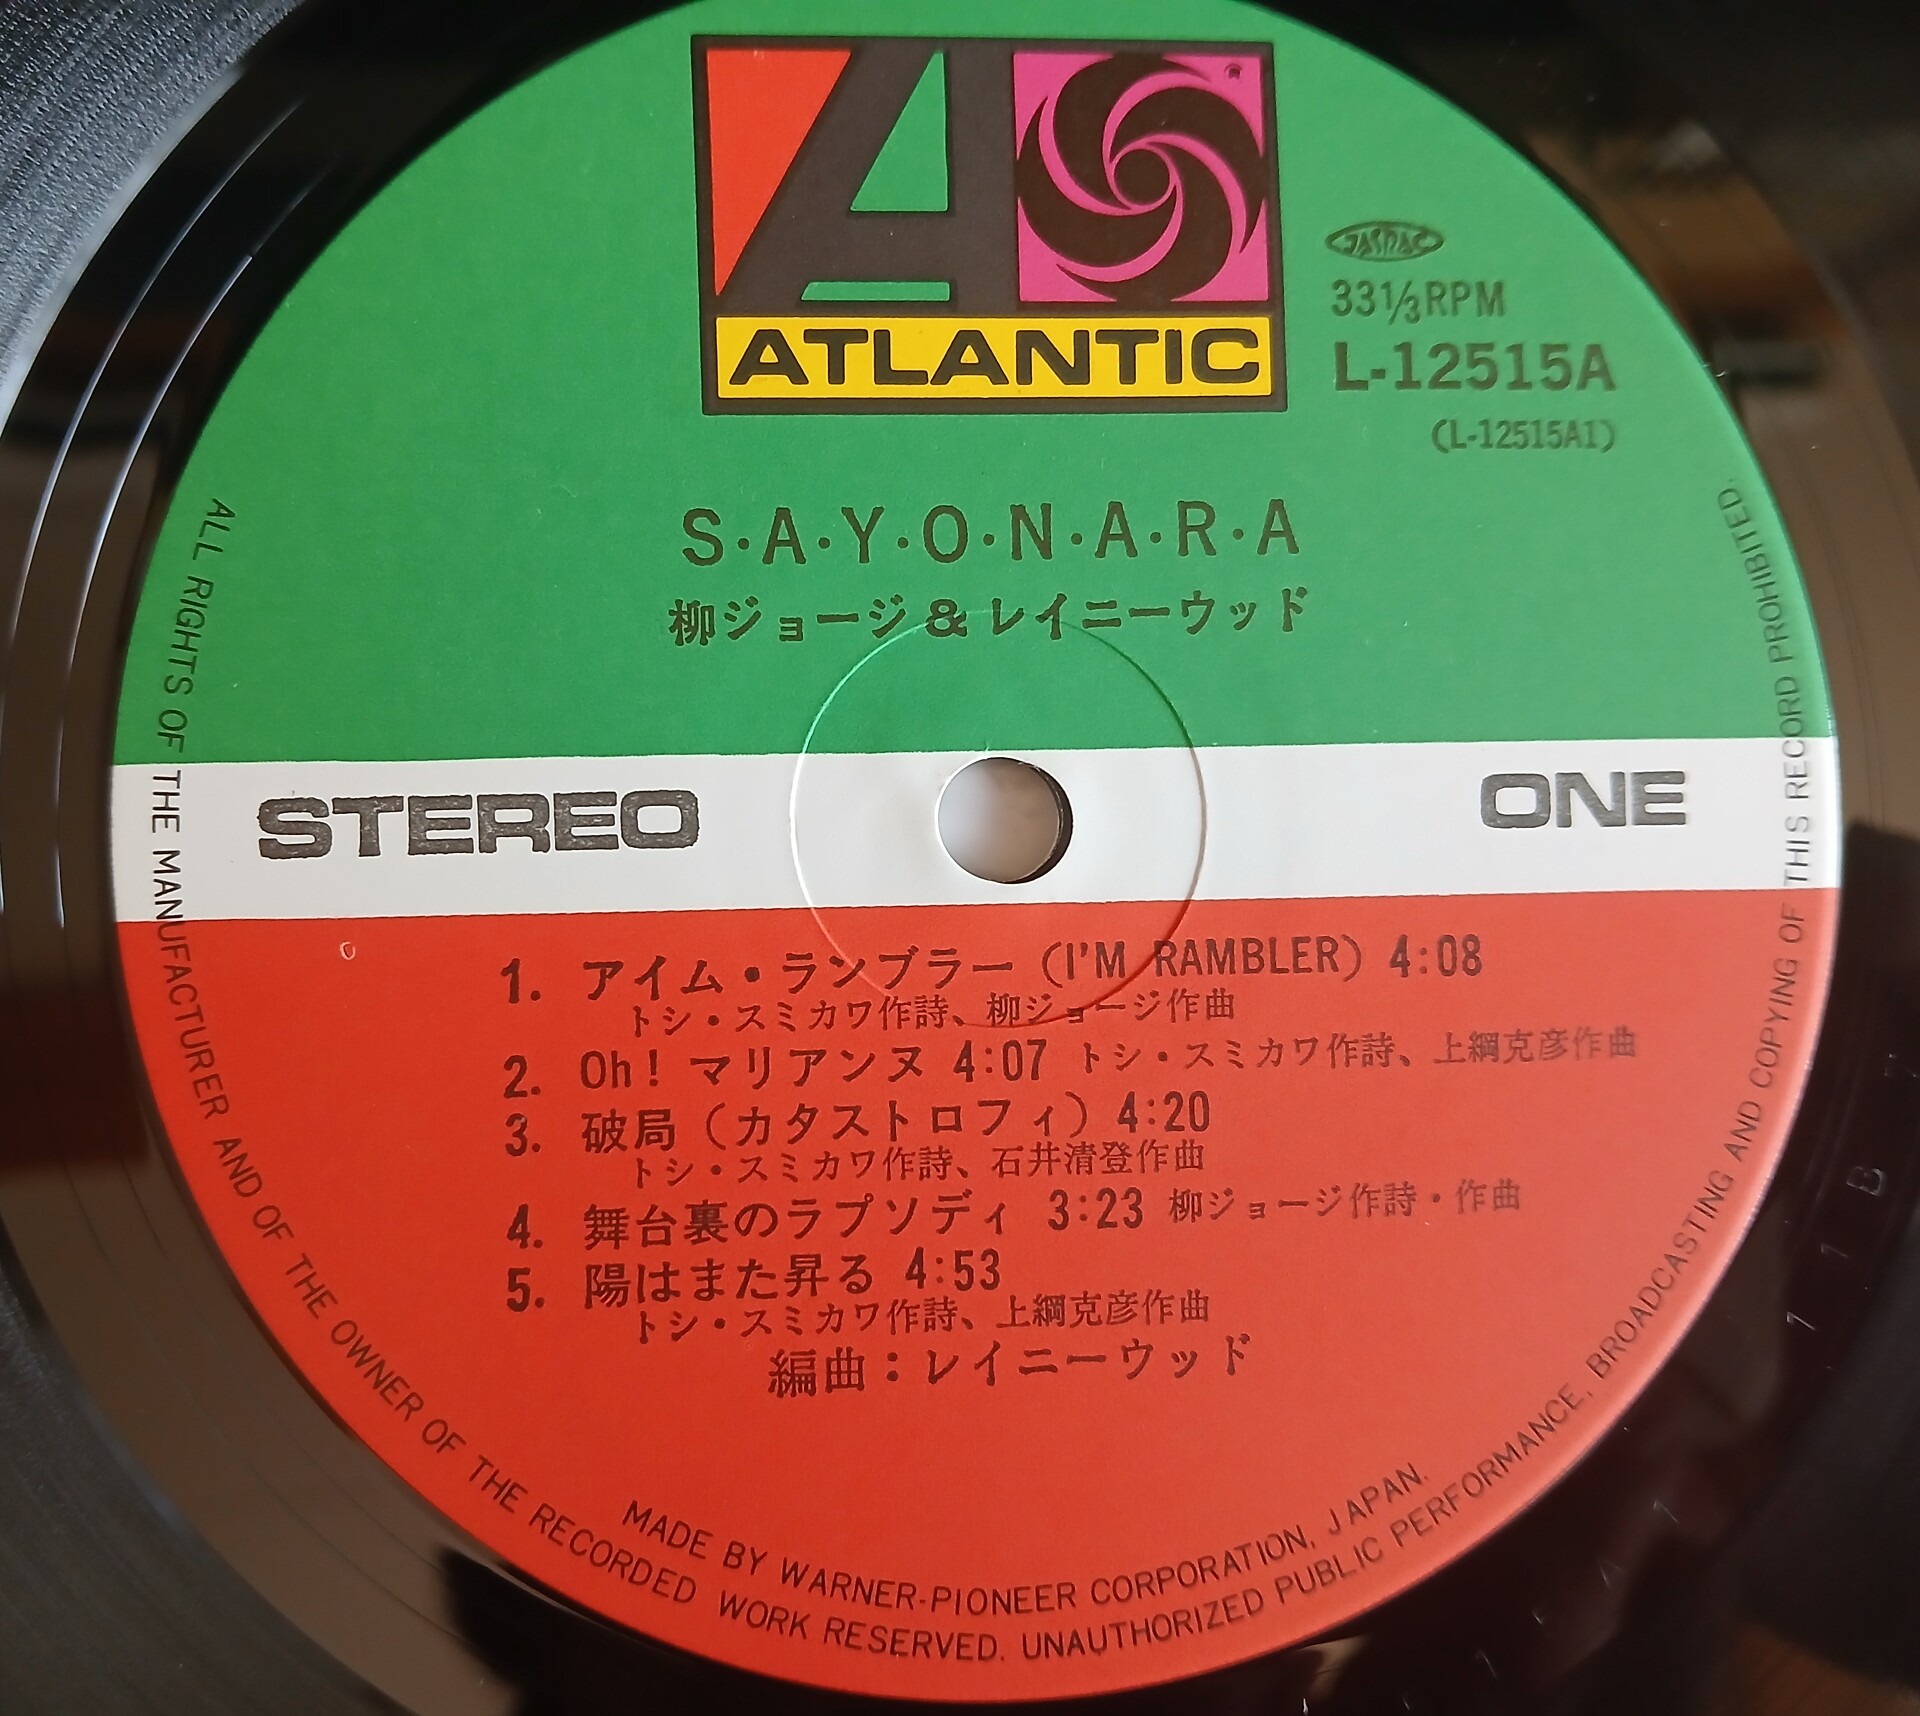 ATLANTIC
JASRAC
33 1/3 RPM
L-12515A
(L-12515A1)
S·A·Y·O·N·A·R·A
柳ジョージ & レイニーウッド
STEREO
ONE
1. アイム・ランブラー (I'M RAMBLER) 4:08
トシ・スミカワ作詩、柳ジョージ作曲
2. Oh! マリアンヌ 4:07 トシ・スミカワ作詩、上綱克彦作曲
3. 破局 (カタストロフィ) 4:20
トシ・スミカワ作詩、石井清登作曲
4. 舞台裏のラプソディ 3:23 柳ジョージ作詩・作曲
5. 陽はまた昇る 4:53
トシ・スミカワ作詩、上綱克彦作曲
編曲:レイニーウッド
MADE BY WARNER-PIONEER CORPORATION, JAPAN.
ALL RIGHTS OF THE MANUFACTURER AND OF THE OWNER OF THE RECORDED WORK RESERVED. UNAUTHORIZED PUBLIC PERFORMANCE, BROADCASTING AND COPYING OF THIS RECORD PROHIBITED.